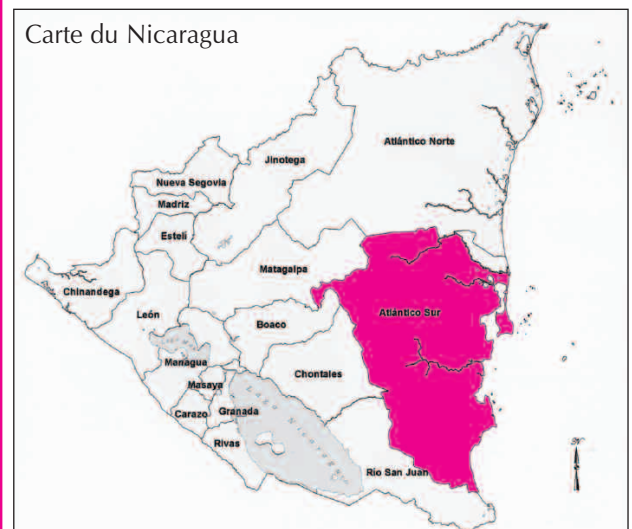 Carte du Nicaragua
Atlántico Norte
Jinotega
Nueva Segovia
Madriz
Estelí
Matagalpa
Chinandega
León
Atlántico Sur
Boaco
Managua
Chontales
Masaya
Carazo
Granada
Rivas
Río San Juan